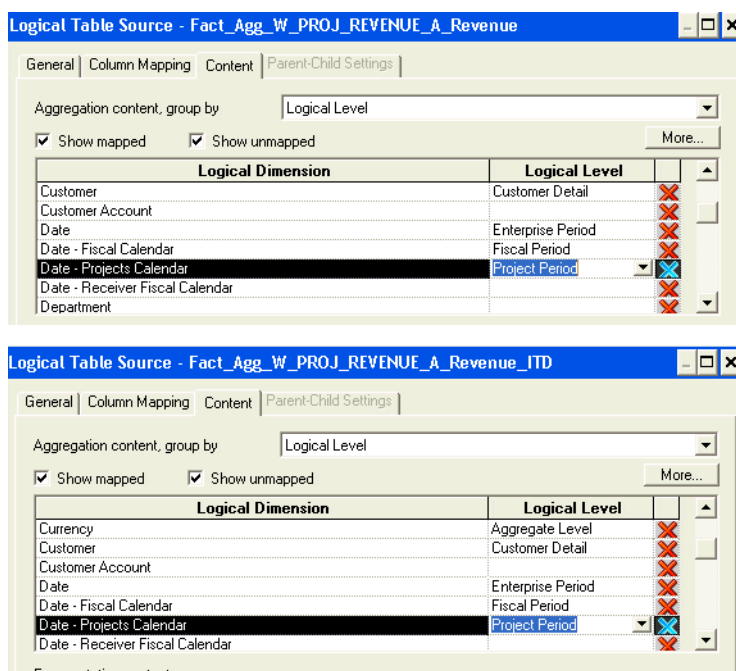 Logical Table Source - Fact_Agg_W_PROJ_REVENUE_A_Revenue
General Column Mapping Content Parent-Child Settings
Aggregation content, group by Logical Level
Show mapped Show unmapped More...
Logical Dimension Logical Level
Customer Customer Detail
Customer Account
Date Enterprise Period
Date - Fiscal Calendar Fiscal Period
Date - Projects Calendar Project Period
Date - Receiver Fiscal Calendar
Department
Logical Table Source - Fact_Agg_W_PROJ_REVENUE_A_Revenue_ITD
General Column Mapping Content Parent-Child Settings
Aggregation content, group by Logical Level
Show mapped Show unmapped More...
Logical Dimension Logical Level
Currency Aggregate Level
Customer Customer Detail
Customer Account
Date Enterprise Period
Date - Fiscal Calendar Fiscal Period
Date - Projects Calendar Project Period
Date - Receiver Fiscal Calendar